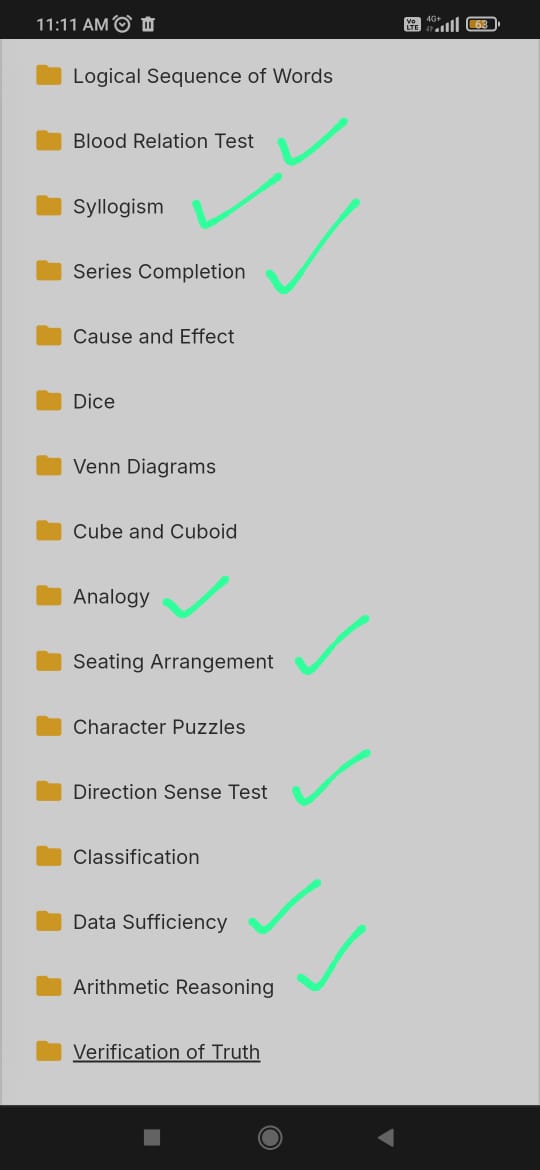 11:11 AM
Vo LTE 4G+ 63
Logical Sequence of Words
Blood Relation Test
Syllogism
Series Completion
Cause and Effect
Dice
Venn Diagrams
Cube and Cuboid
Analogy
Seating Arrangement
Character Puzzles
Direction Sense Test
Classification
Data Sufficiency
Arithmetic Reasoning
Verification of Truth